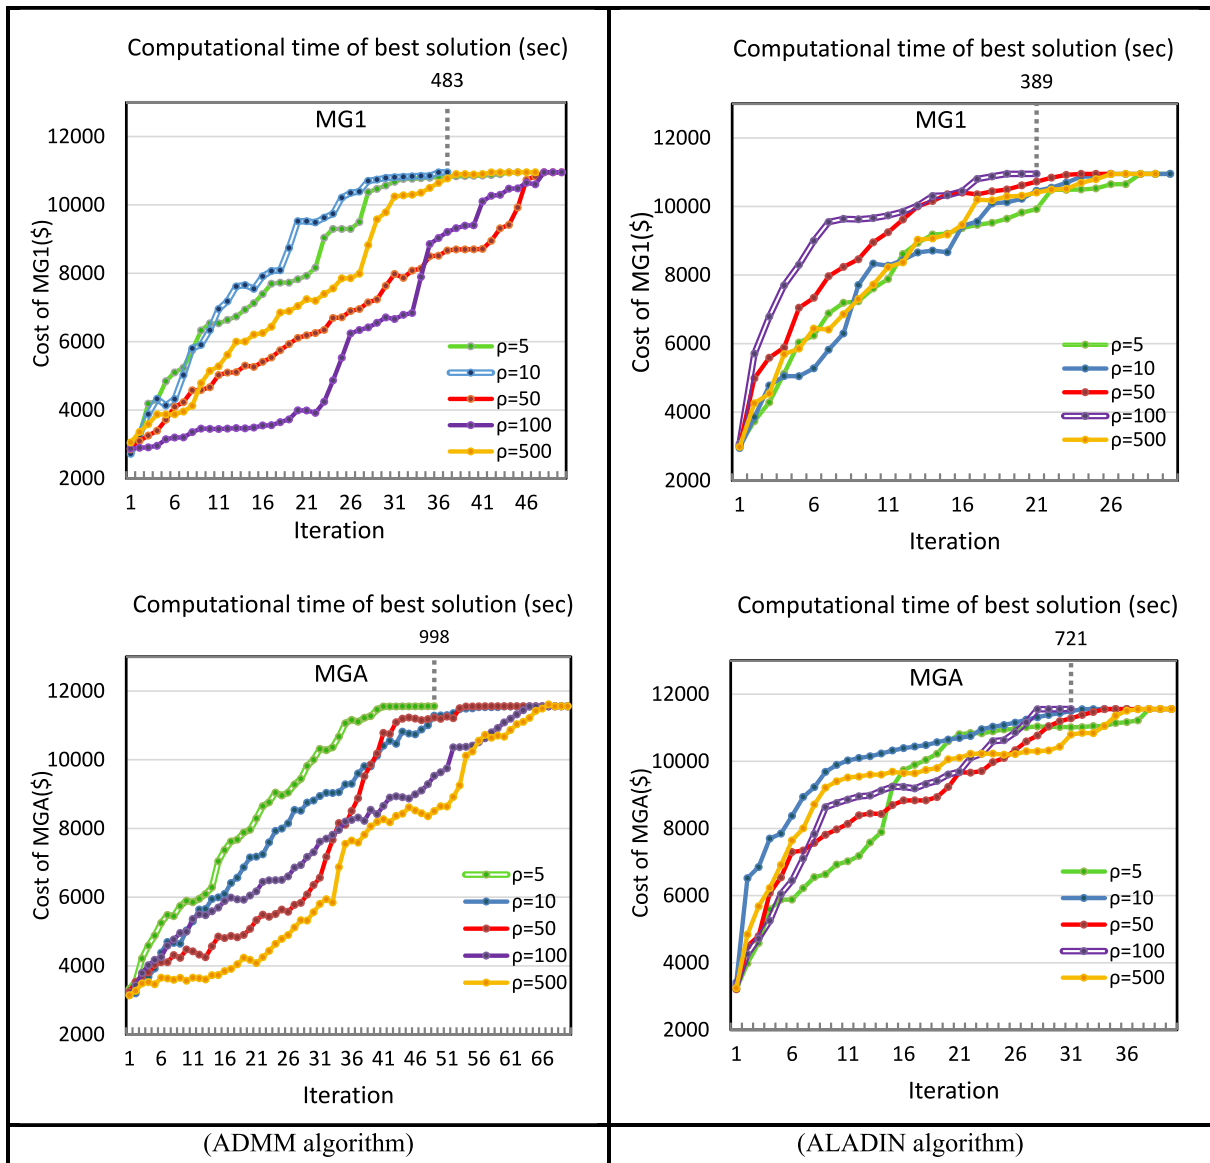 Computational time of best solution (sec)
483
MG1
12000
10000
8000
6000
4000
2000
Cost of MG1($)
ρ=5
ρ=10
ρ=50
ρ=100
ρ=500
1 6 11 16 21 26 31 36 41 46
Iteration
Computational time of best solution (sec)
389
MG1
12000
10000
8000
6000
4000
2000
Cost of MG1($)
ρ=5
ρ=10
ρ=50
ρ=100
ρ=500
1 6 11 16 21 26
Iteration
Computational time of best solution (sec)
998
MGA
12000
10000
8000
6000
4000
2000
Cost of MGA($)
ρ=5
ρ=10
ρ=50
ρ=100
ρ=500
1 6 11 16 21 26 31 36 41 46 51 56 61 66
Iteration
Computational time of best solution (sec)
721
MGA
12000
10000
8000
6000
4000
2000
Cost of MGA($)
ρ=5
ρ=10
ρ=50
ρ=100
ρ=500
1 6 11 16 21 26 31 36
Iteration
(ADMM algorithm)
(ALADIN algorithm)